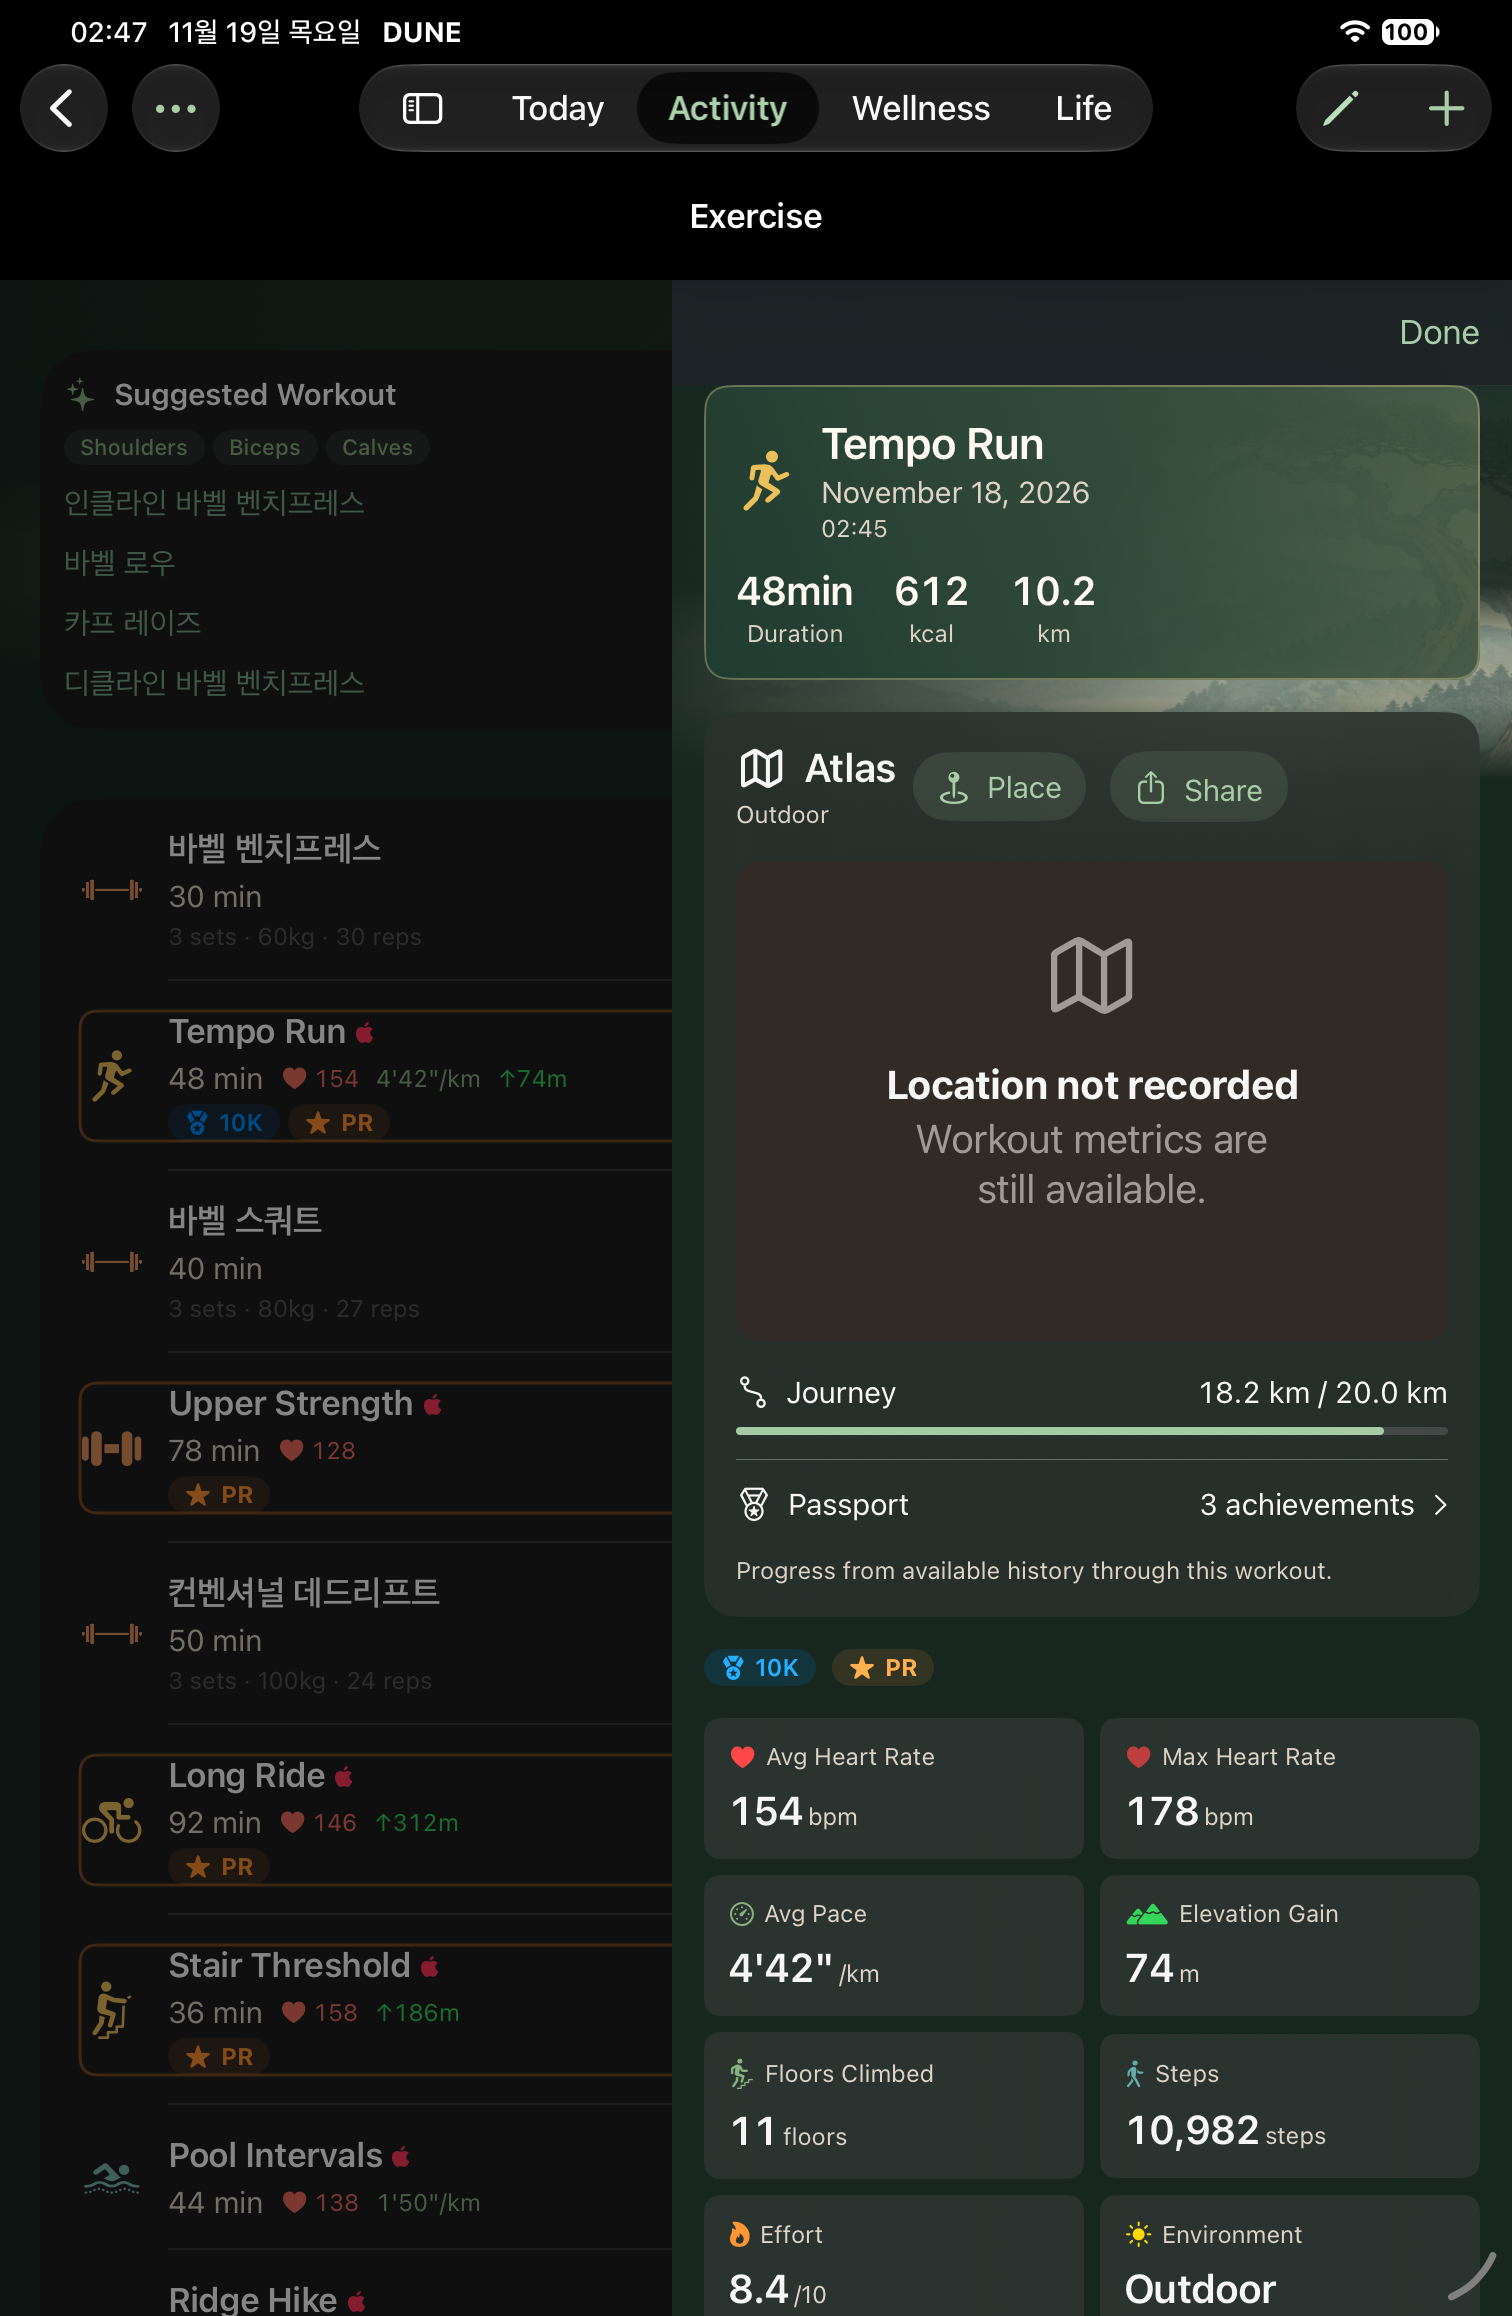 02:47 11월 19일 목요일 DUNE 100
Today Activity Wellness Life
Exercise
Suggested Workout
Shoulders Biceps Calves
인클라인 바벨 벤치프레스
바벨 로우
카프 레이즈
디클라인 바벨 벤치프레스
바벨 벤치프레스
30 min
3 sets · 60kg · 30 reps
Tempo Run
48 min 154 4'42"/km ↑74m
10K PR
바벨 스쿼트
40 min
3 sets · 80kg · 27 reps
Upper Strength
78 min 128
PR
컨벤셔널 데드리프트
50 min
3 sets · 100kg · 24 reps
Long Ride
92 min 146 ↑312m
PR
Stair Threshold
36 min 158 ↑186m
PR
Pool Intervals
44 min 138 1'50"/km
Ridge Hike
Done
Tempo Run
November 18, 2026
02:45
48min 612 10.2
Duration kcal km
Atlas Place Share
Outdoor
Location not recorded
Workout metrics are
still available.
Journey 18.2 km / 20.0 km
Passport 3 achievements
Progress from available history through this workout.
10K PR
Avg Heart Rate Max Heart Rate
154 bpm 178 bpm
Avg Pace Elevation Gain
4'42" /km 74 m
Floors Climbed Steps
11 floors 10,982 steps
Effort Environment
8.4 /10 Outdoor